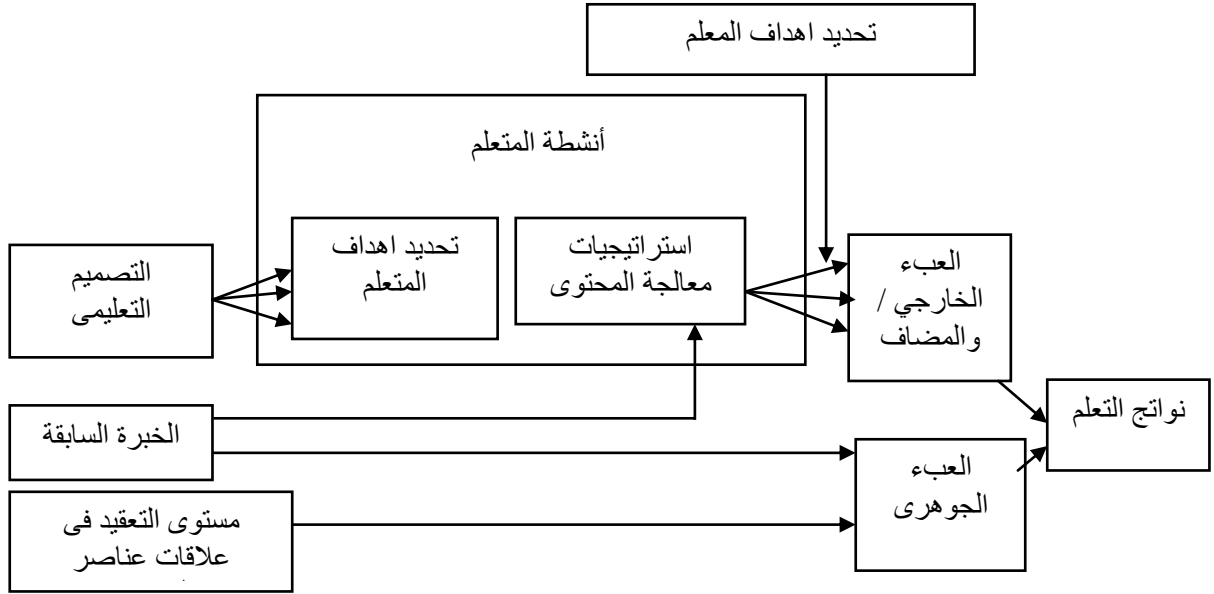 تحديد اهداف المعلم
أنشطة المتعلم
تحديد اهداف
المتعلم
استراتيجيات
معالجة المحتوى
التصميم
التعليمى
العبء
الخارجي /
والمضاف
الخبرة السابقة
نواتج التعلم
العبء
الجوهرى
مستوى التعقيد فى
علاقات عناصر